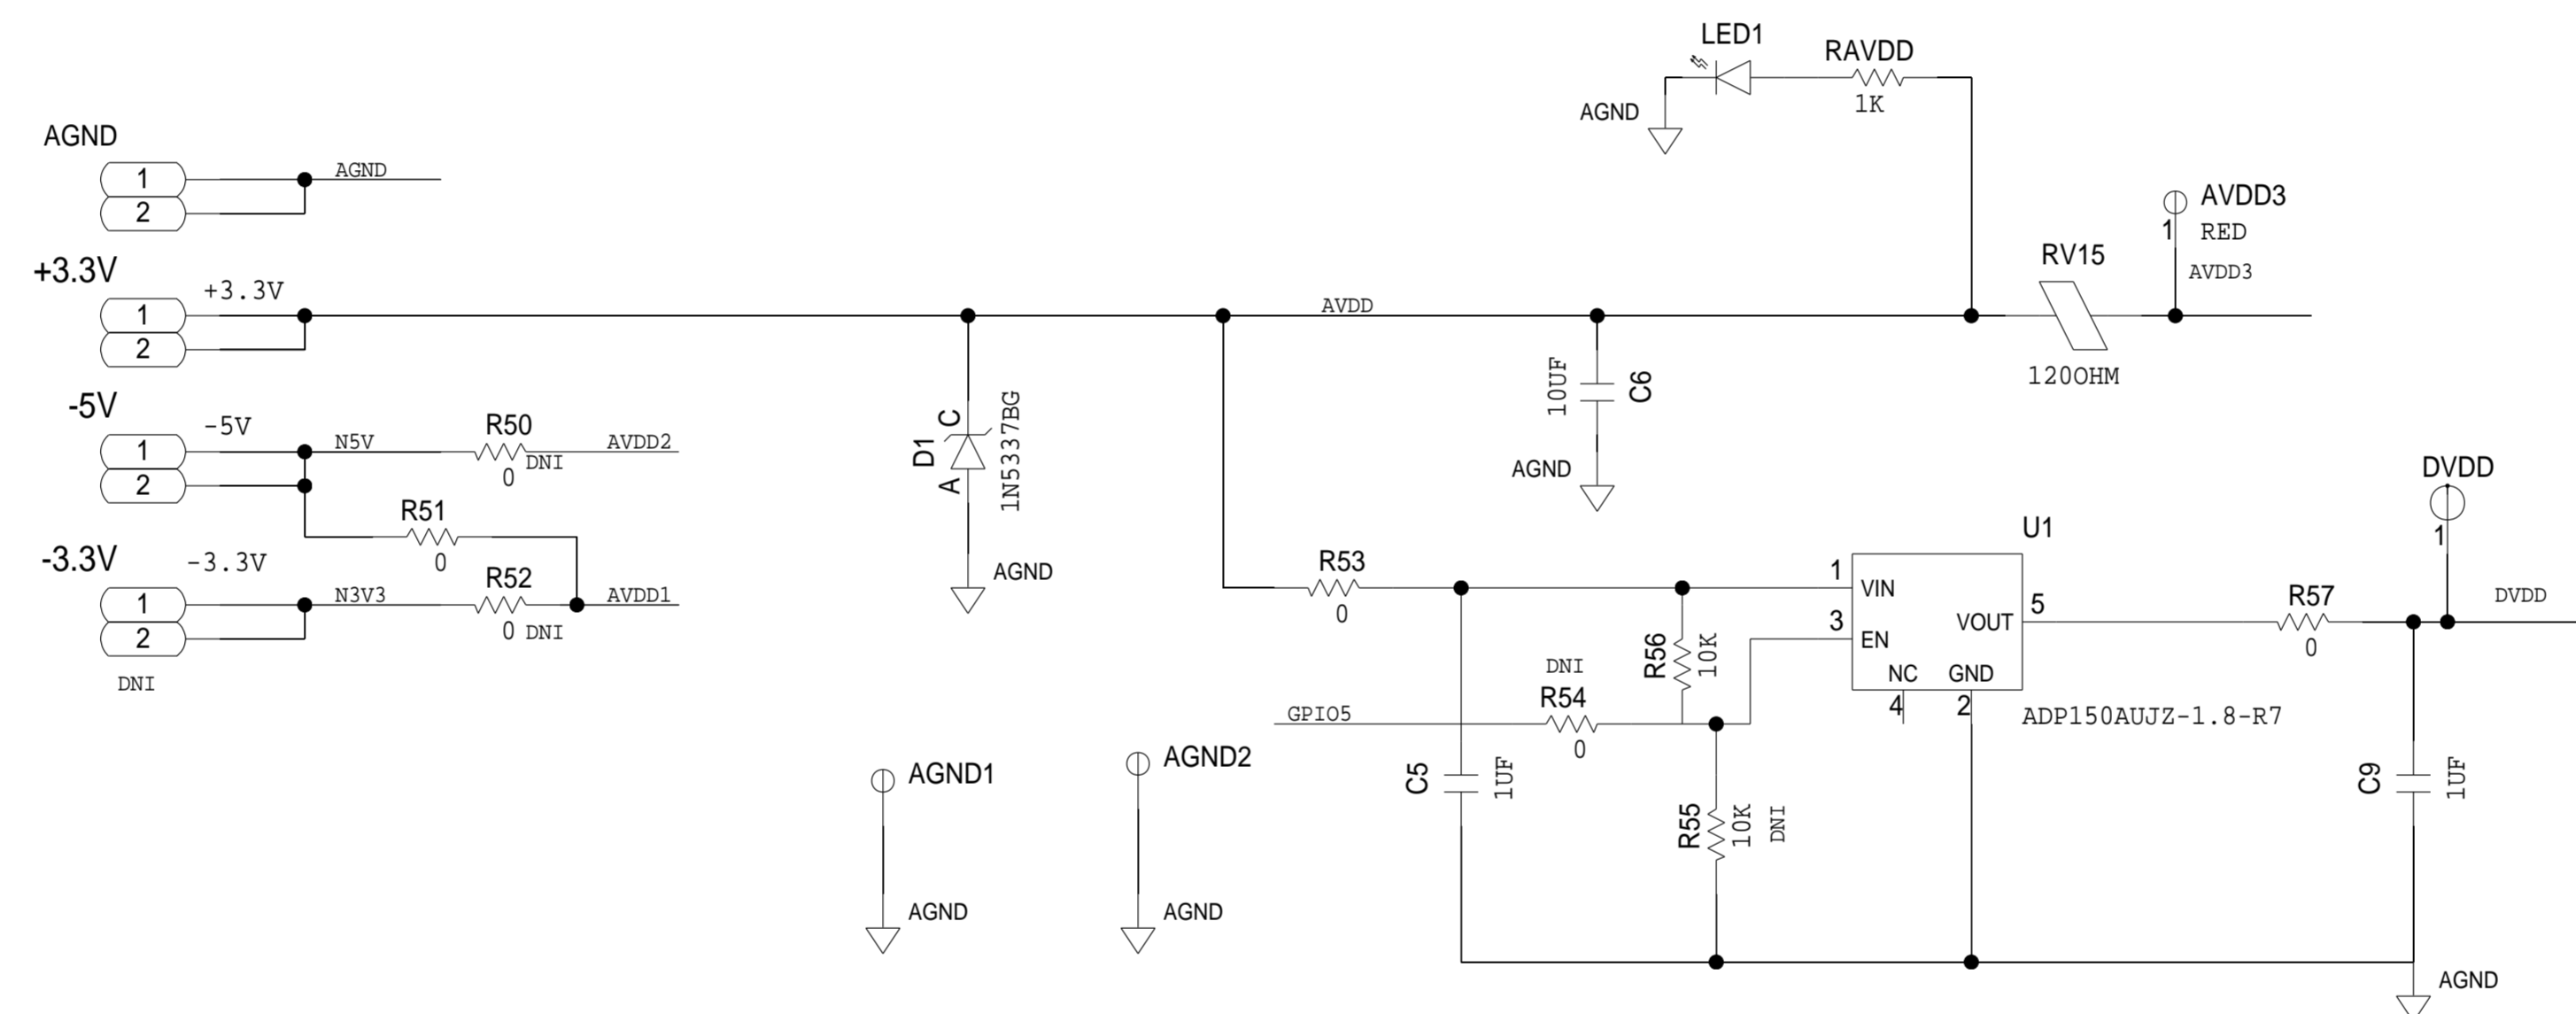 LED1
RAVDD
1K
AGND
AGND
1
AGND
2
AVDD3
1
RED
AVDD3
RV15
120OHM
+3.3V
+3.3V
1
2
AVDD
10UF
C6
AGND
-5V
-5V
1
N5V
R50
0
DNI
AVDD2
2
R51
0
D1
C
A
1N5337BG
AGND
-3.3V
-3.3V
1
N3V3
R52
0
DNI
AVDD1
2
DNI
DVDD
1
DVDD
U1
R53
0
1
VIN
3
EN
VOUT
5
NC
GND
4
2
ADP150AUJZ-1.8-R7
R57
0
R56
10K
DNI
R54
0
GPIO5
C5
1UF
R55
10K
DNI
C9
1UF
AGND1
AGND
AGND2
AGND
AGND